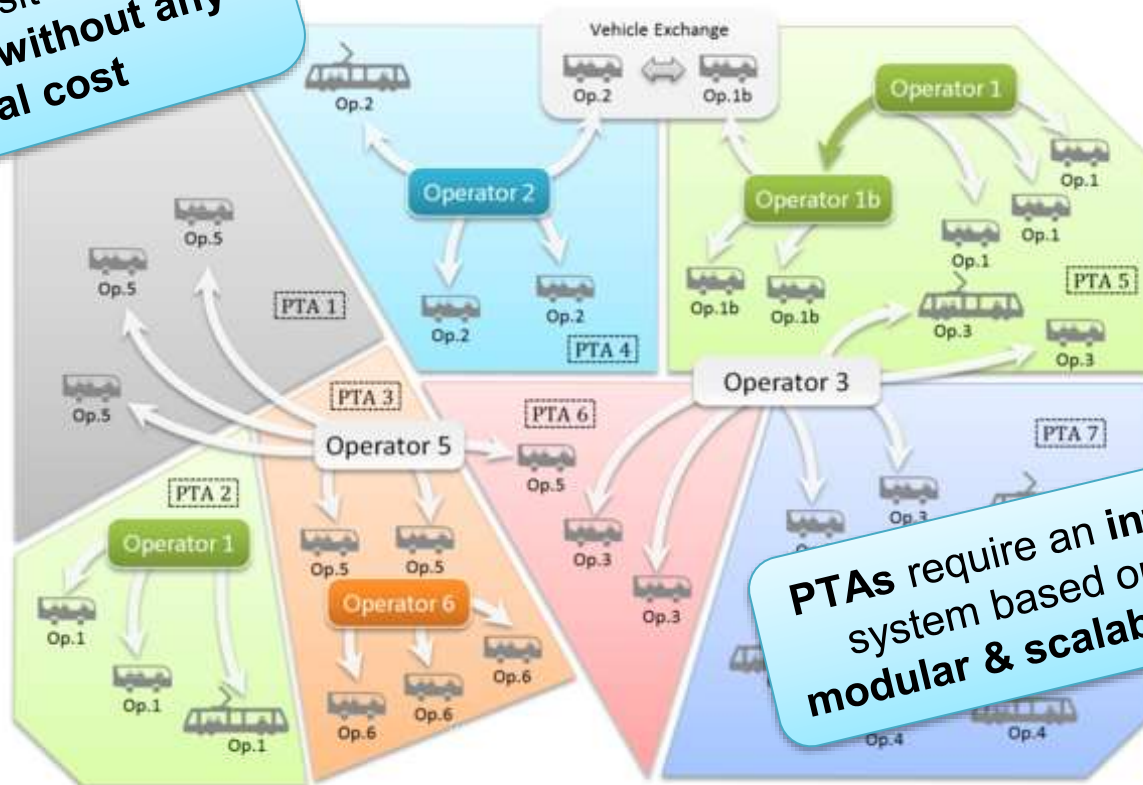 without any
al cost
Vehicle Exchange
Op.2
Op.1b
Op.2
Operator 1
Op.1
Operator 2
Operator 1b
Op.5
Op.1
Op.5
Op.1
PTA 1
PTA 5
Op.2
Op.2
Op.1b
Op.1b
Op.3
PTA 4
Op.3
Operator 3
PTA 3
Op.5
PTA 6
PTA 7
Operator 5
PTA 2
Op.5
Operator 1
Op.3
Op.5
Op.5
Op.3
Operator 6
Op.3
Op.1
Op.6
Op.1
Op.6
Op.6
Op.1
PTAs require an
system based
modular &
Op.4
Op.4